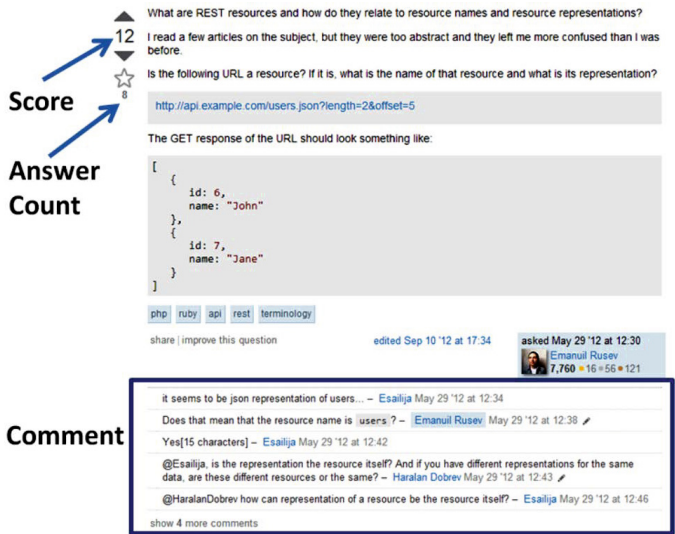 What are REST resources and how do they relate to resource names and resource representations?
12
I read a few articles on the subject, but they were too abstract and they left me more confused than I was
before.
Is the following URL a resource? If it is, what is the name of that resource and what is its representation?
8
Score
http://api.example.com/users.json?length=2&offset=5
The GET response of the URL should look something like:
Answer
Count
[
{
id: 6,
name: "John"
},
{
id: 7,
name: "Jane"
}
]
php ruby api rest terminology
share | improve this question edited Sep 10 '12 at 17:34 asked May 29 '12 at 12:30
Emanuil Rusev
7,760 16 56 121
Comment
it seems to be json representation of users... – Esailija May 29 '12 at 12:34
Does that mean that the resource name is users ? – Emanuil Rusev May 29 '12 at 12:38
Yes[15 characters] – Esailija May 29 '12 at 12:42
@Esailija, is the representation the resource itself? And if you have different representations for the same
data, are these different resources or the same? – Haralan Dobrev May 29 '12 at 12:43
@HaralanDobrev how can representation of a resource be the resource itself? – Esailija May 29 '12 at 12:46
show 4 more comments